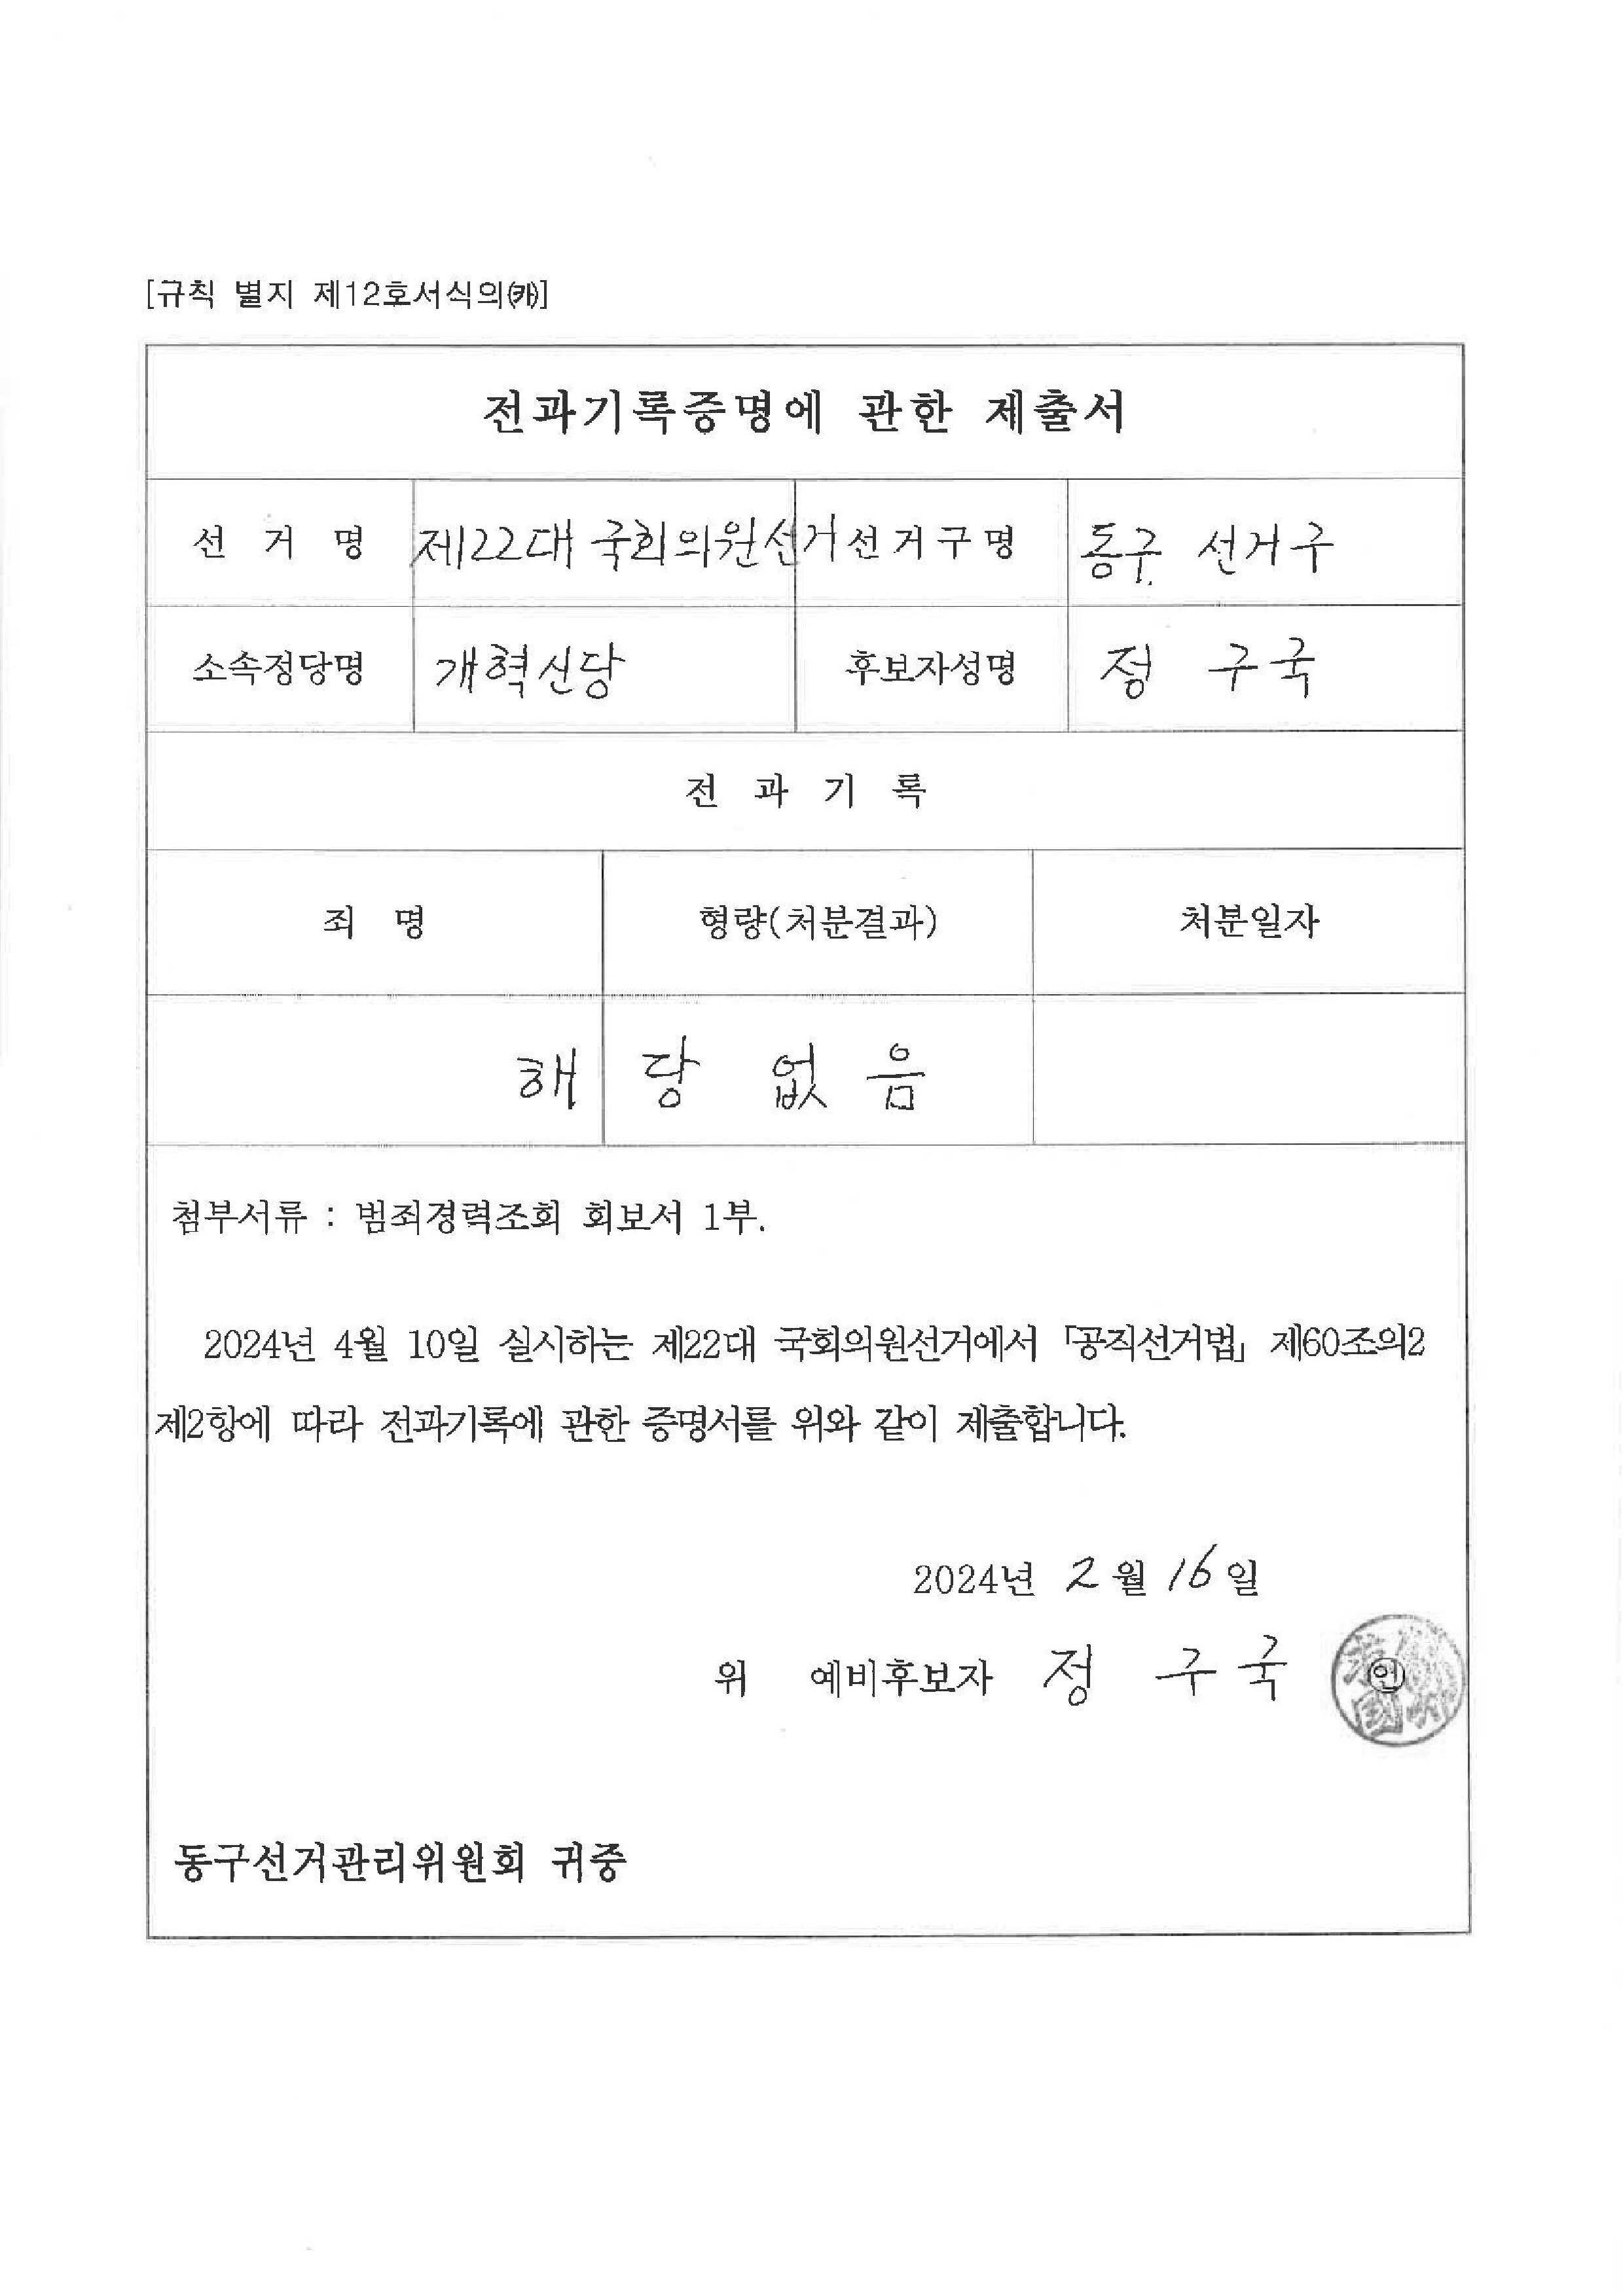 [규칙 별지 제12호서식의㈸]
전과기록증명에 관한 제출서
선 거 명 제22대 국회의원선거 선거구명 동구 선거구
소속정당명 개혁신당 후보자성명 정 구국
전 과 기 록
죄 명 형량(처분결과) 처분일자
해 당 없 음
첨부서류 : 범죄경력조회 회보서 1부.
2024년 4월 10일 실시하는 제22대 국회의원선거에서 「공직선거법」 제60조의2
제2항에 따라 전과기록에 관한 증명서를 위와 같이 제출합니다.
2024년 2월 16일
위 예비후보자 정 구국 ㊞
동구선거관리위원회 귀중